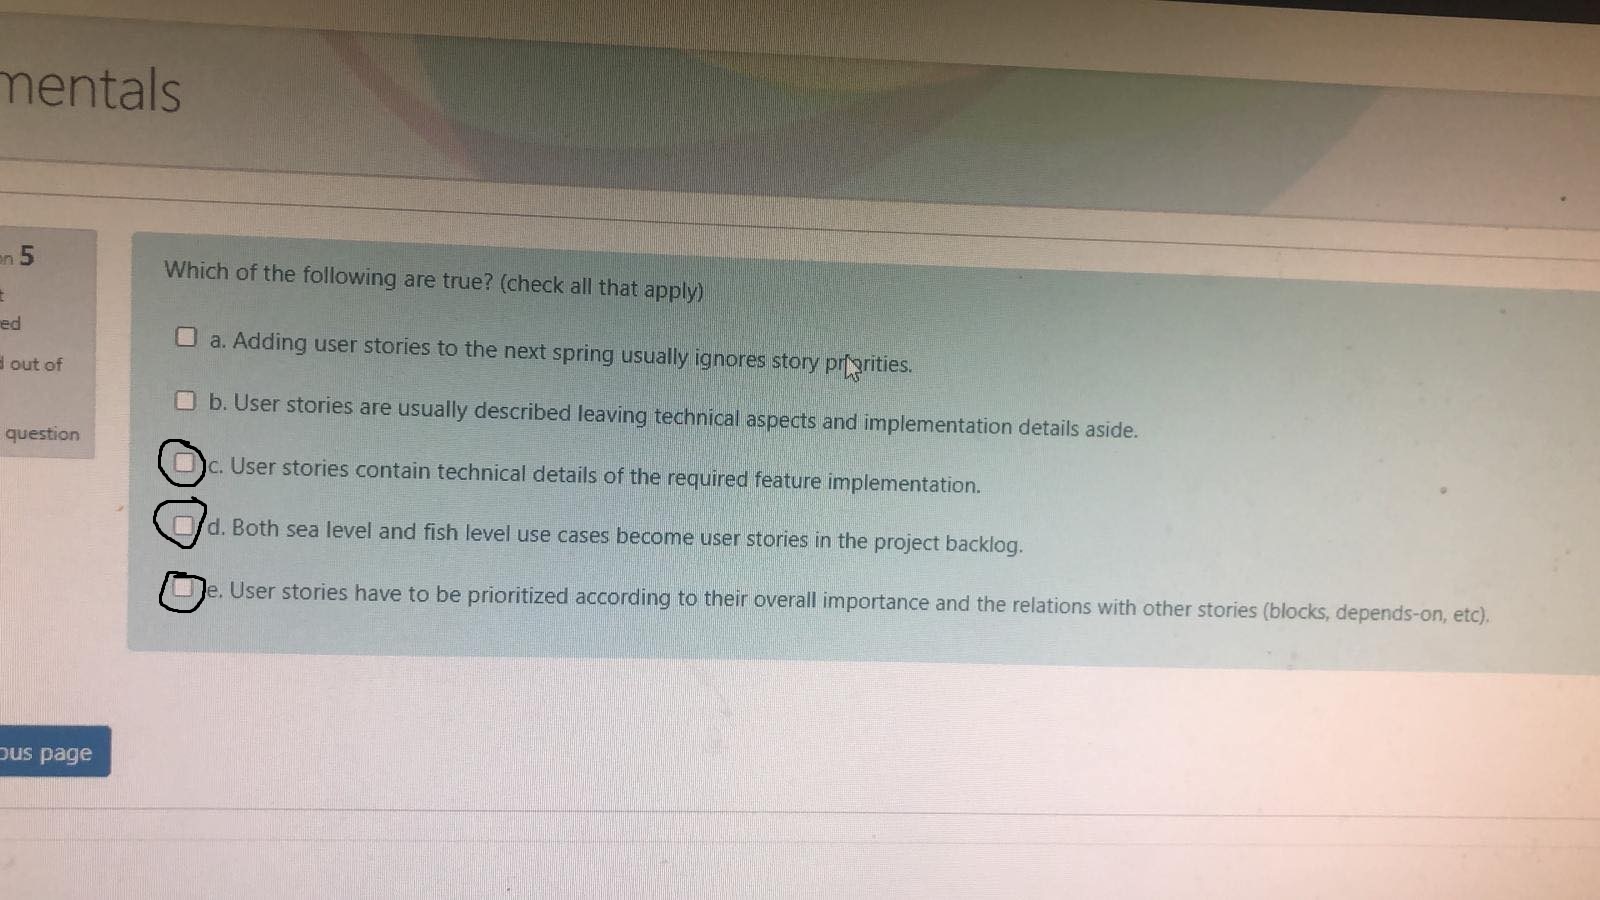 mentals
on 5
t
ed
d out of
question
Which of the following are true? (check all that apply)
a. Adding user stories to the next spring usually ignores story priorities.
b. User stories are usually described leaving technical aspects and implementation details aside.
c. User stories contain technical details of the required feature implementation.
d. Both sea level and fish level use cases become user stories in the project backlog.
e. User stories have to be prioritized according to their overall importance and the relations with other stories (blocks, depends-on, etc).
ous page